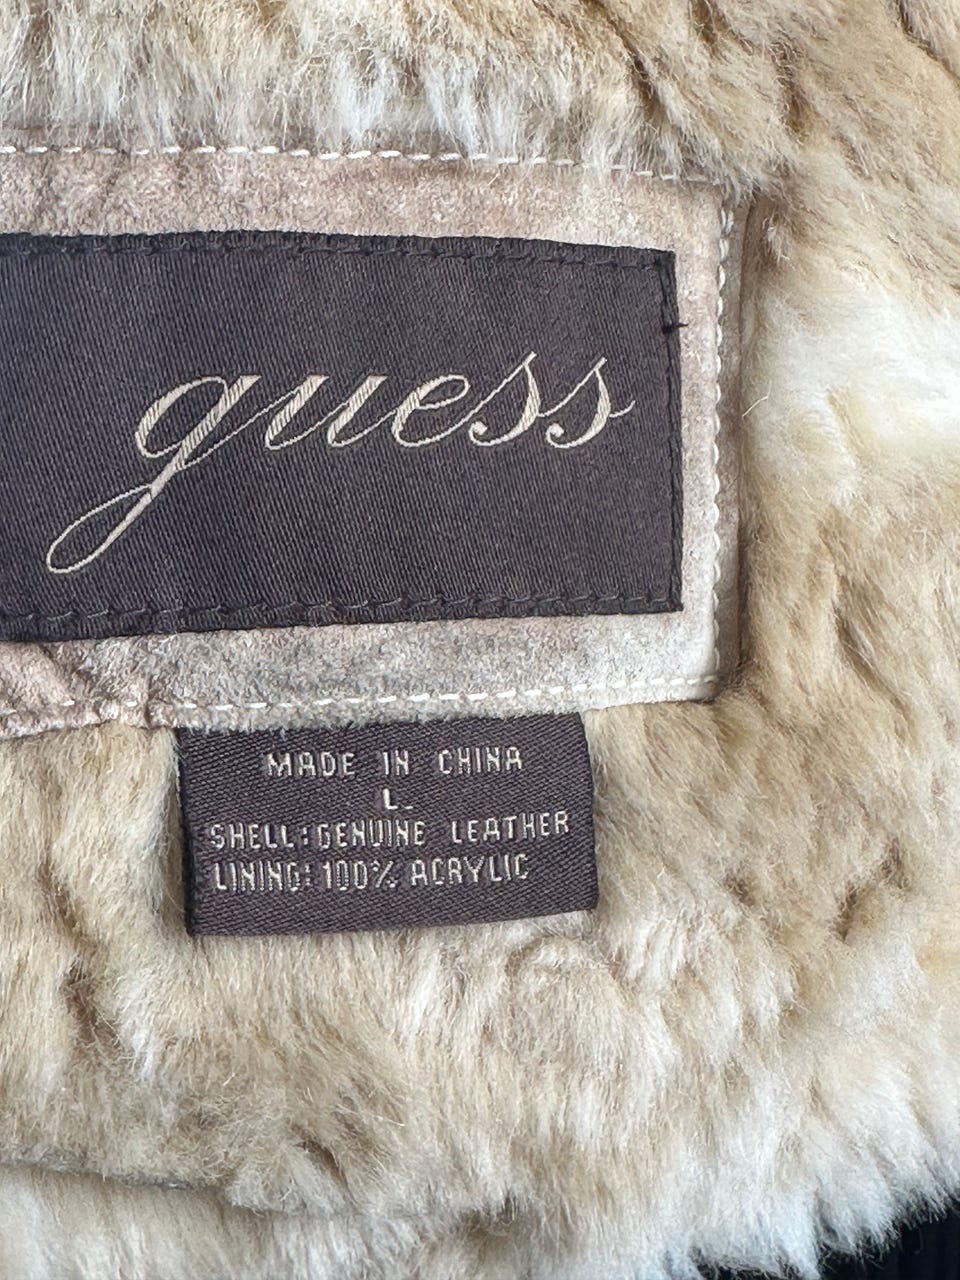 guess
MADE IN CHINA
L
SHELL: GENUINE LEATHER
LINING: 100% ACRYLIC